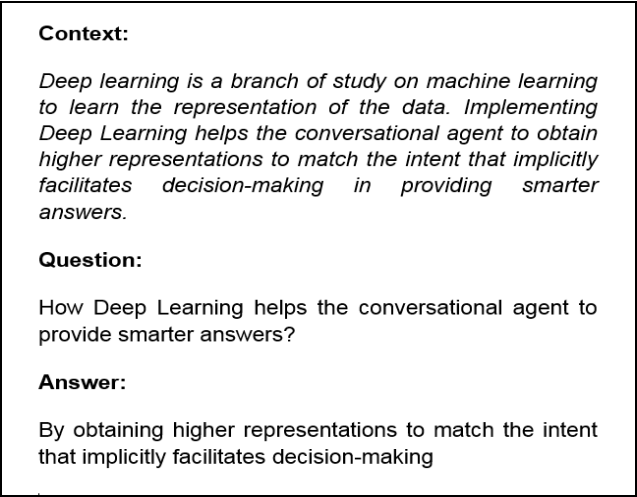 Context:
Deep learning is a branch of study on machine learning
to learn the representation of the data. Implementing
Deep Learning helps the conversational agent to obtain
higher representations to match the intent that implicitly
facilitates decision-making in providing smarter
answers.
Question:
How Deep Learning helps the conversational agent to
provide smarter answers?
Answer:
By obtaining higher representations to match the intent
that implicitly facilitates decision-making